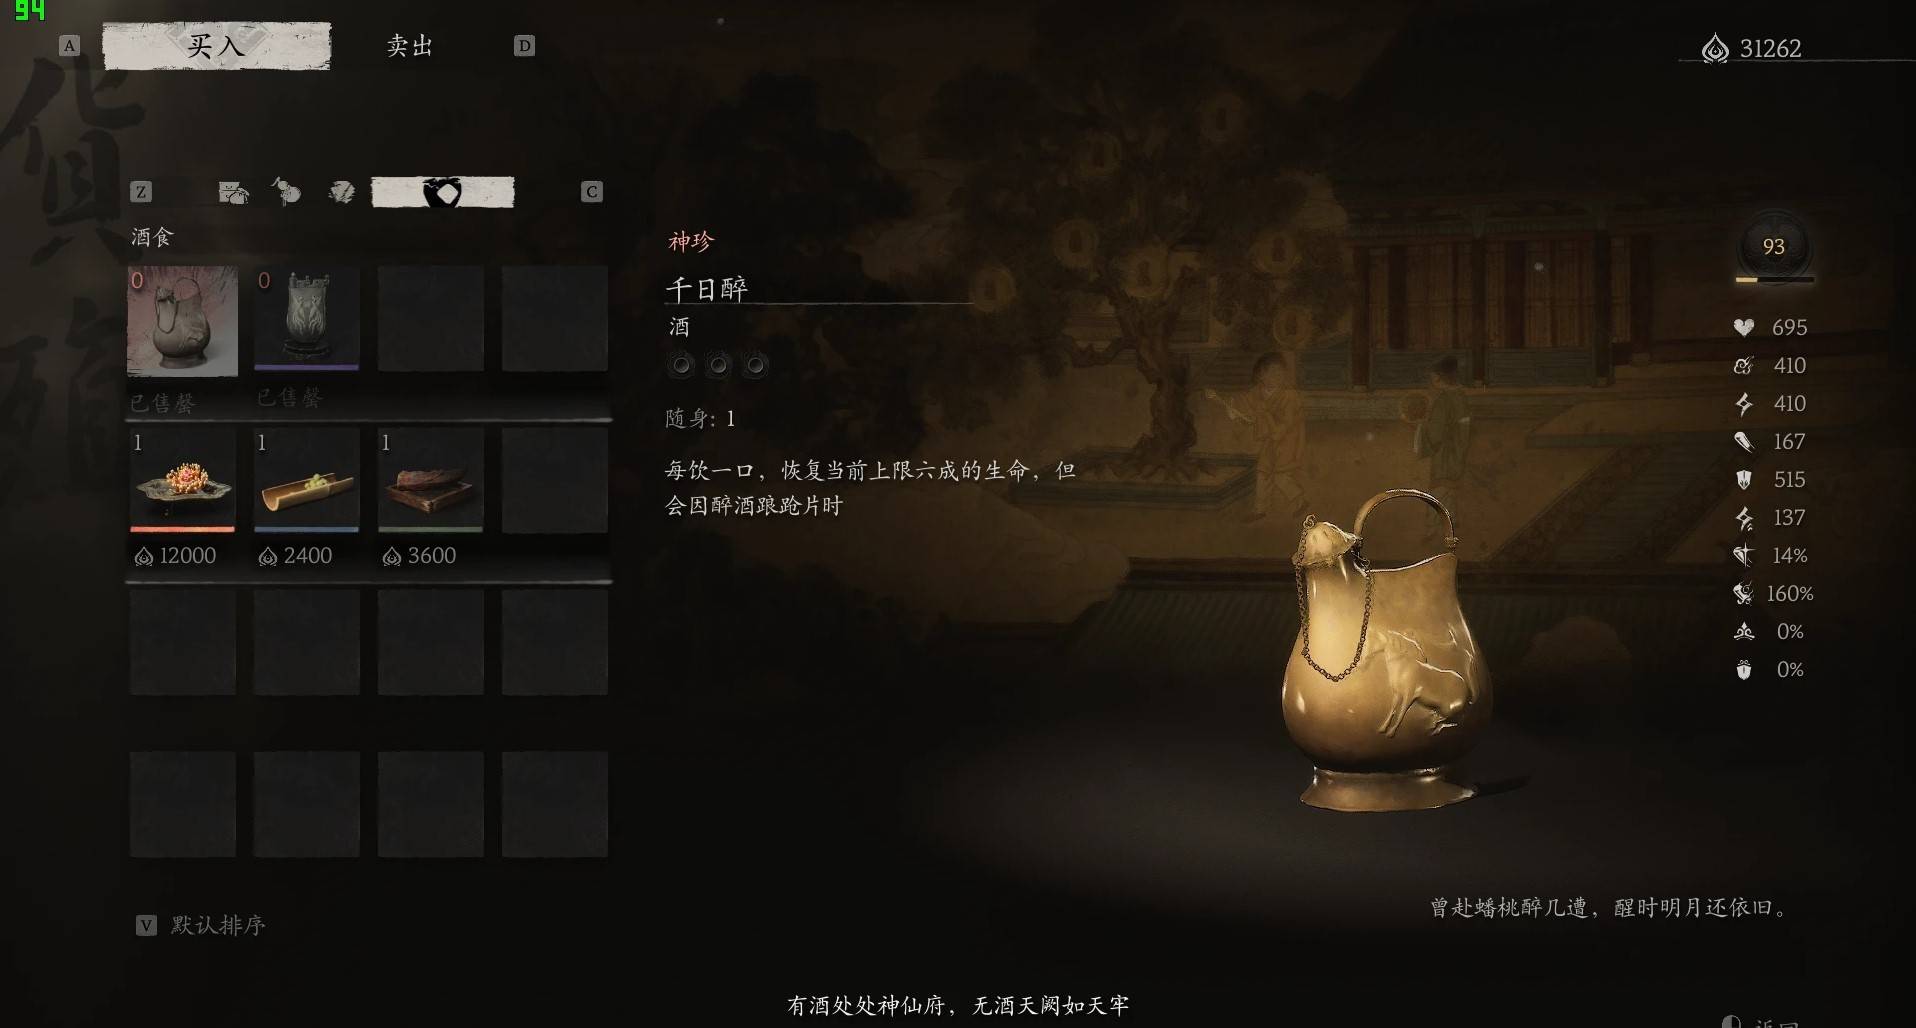 94
A 买入 卖出 D
31262
货殖
Z C
酒食
0 0
已售罄 已售罄
1 1 1
12000 2400 3600
V 默认排序
神珍
千日醉
酒
随身: 1
每饮一口，恢复当前上限六成的生命，但
会因醉酒踉跄片时
93
695
410
410
167
515
137
14%
160%
0%
0%
曾赴蟠桃醉几遭，醒时明月还依旧。
有酒处处神仙府，无酒天阙如天牢